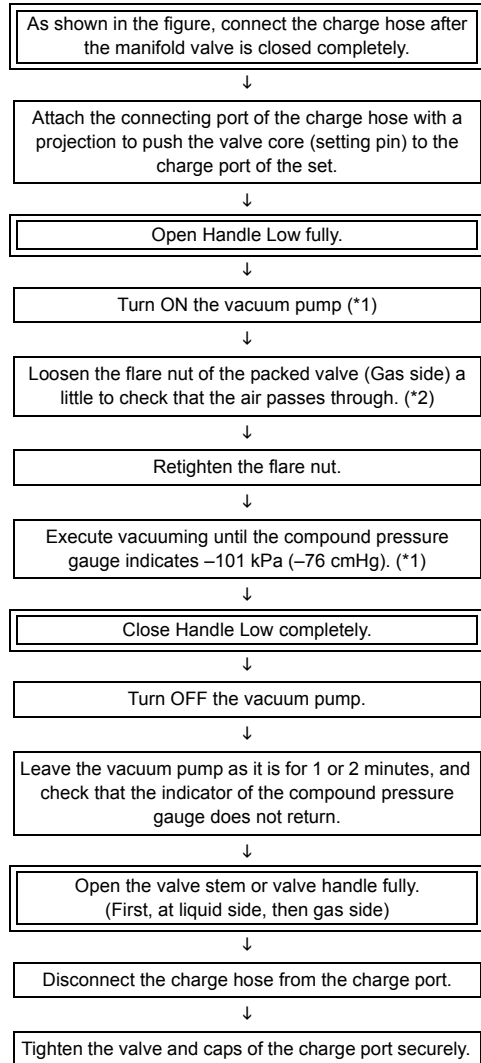 As shown in the figure, connect the charge hose after
the manifold valve is closed completely.
↓
Attach the connecting port of the charge hose with a
projection to push the valve core (setting pin) to the
charge port of the set.
↓
Open Handle Low fully.
↓
Turn ON the vacuum pump (*1)
↓
Loosen the flare nut of the packed valve (Gas side) a
little to check that the air passes through. (*2)
↓
Retighten the flare nut.
↓
Execute vacuuming until the compound pressure
gauge indicates –101 kPa (–76 cmHg). (*1)
↓
Close Handle Low completely.
↓
Turn OFF the vacuum pump.
↓
Leave the vacuum pump as it is for 1 or 2 minutes, and
check that the indicator of the compound pressure
gauge does not return.
↓
Open the valve stem or valve handle fully.
(First, at liquid side, then gas side)
↓
Disconnect the charge hose from the charge port.
↓
Tighten the valve and caps of the charge port securely.